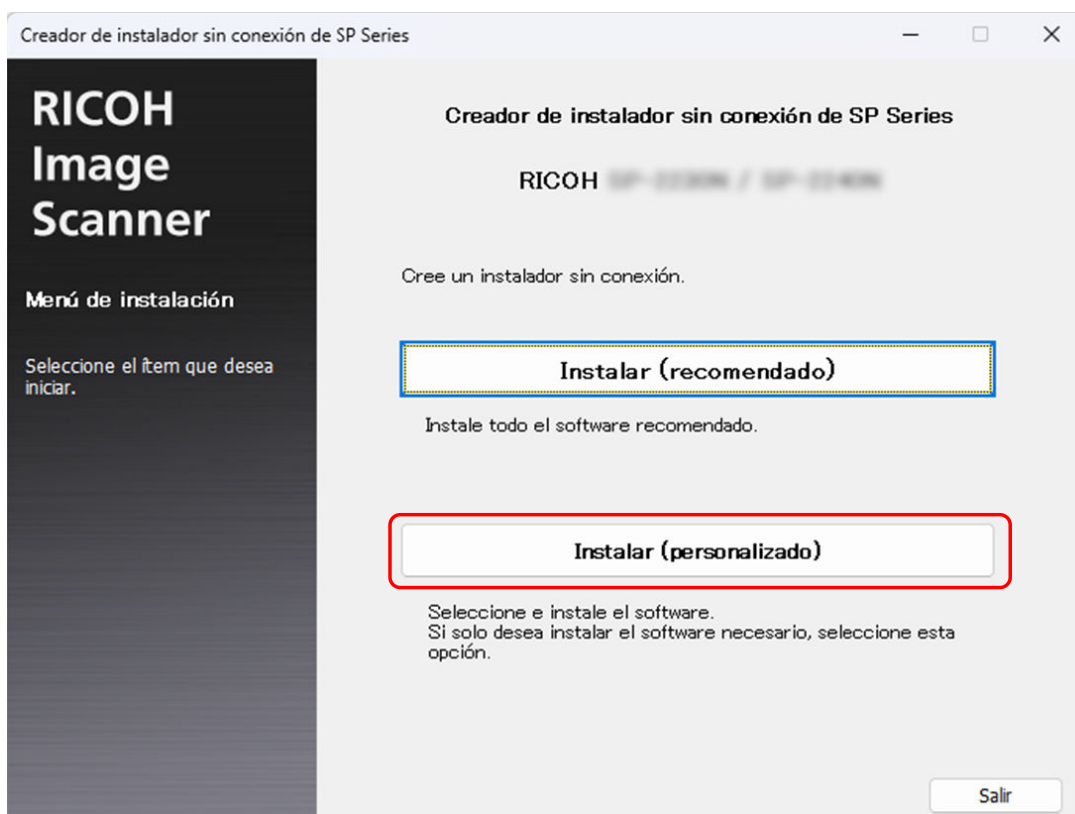 Creador de instalador sin conexión de SP Series
RICOH
Image
Scanner
Menú de instalación
Seleccione el ítem que desea
iniciar.
Creador de instalador sin conexión de SP Series
RICOH
Cree un instalador sin conexión.
Instalar (recomendado)
Instale todo el software recomendado.
Instalar (personalizado)
Seleccione e instale el software.
Si solo desea instalar el software necesario, seleccione esta
opción.
Salir